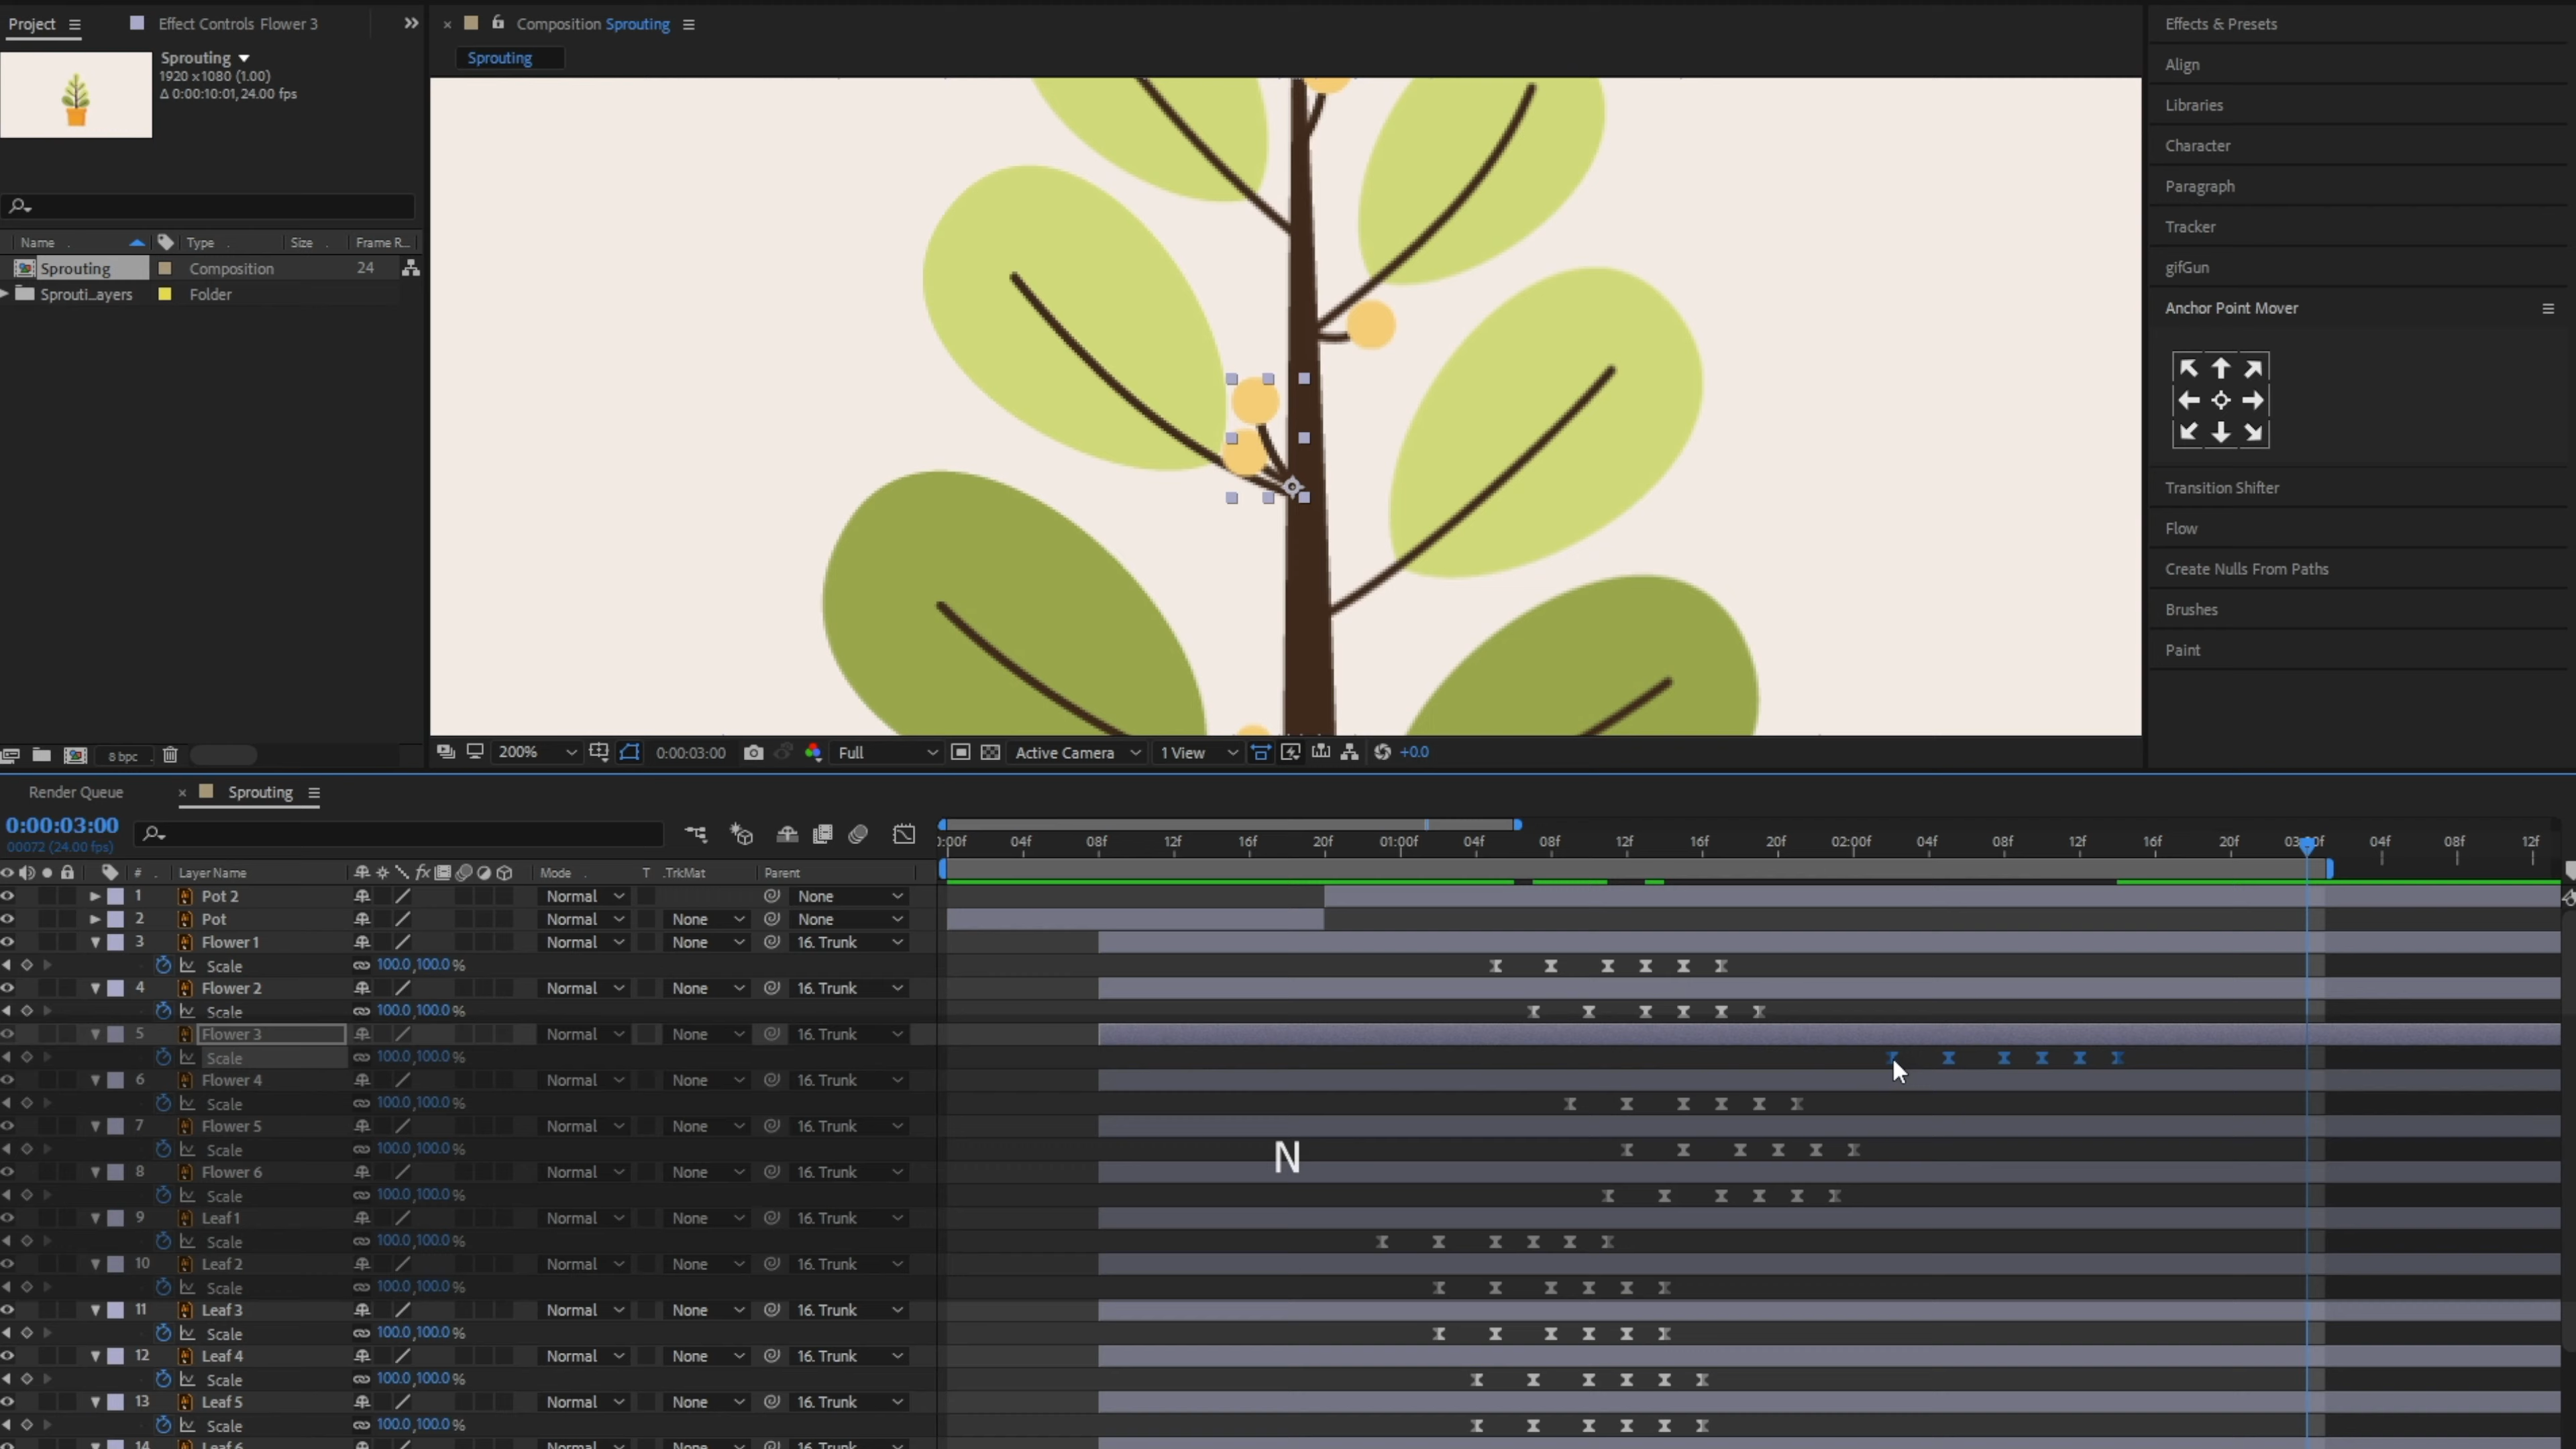 Project
Effect Controls Flower 3
Composition Sprouting
Effects & Presets
Sprouting
1920 x1080 (1.00)
Δ 0:00:10:01, 24.00 fps
Sprouting
Align
Libraries
Character
Paragraph
Tracker
gifGun
Anchor Point Mover
Transition Shifter
Flow
Create Nulls From Paths
Brushes
Paint
Name Type Size Frame R...
Sprouting Composition 24
Sprouti...ayers Folder
8 bpc
200% 0:00:03:00 Full Active Camera 1 View +0.0
Render Queue Sprouting
0:00:03:00
00072 (24.00 fps)
):00f 04f 08f 12f 16f 20f 01:00f 04f 08f 12f 16f 20f 02:00f 04f 08f 12f 16f 20f 04f 08f 12f
# Layer Name Mode T .TrkMat Parent
1 Pot 2 Normal None
2 Pot Normal None None
3 Flower 1 Normal None 16. Trunk
Scale 100.0,100.0%
4 Flower 2 Normal None 16. Trunk
Scale 100.0,100.0%
5 Flower 3 Normal None 16. Trunk
Scale 100.0,100.0%
6 Flower 4 Normal None 16. Trunk
Scale 100.0,100.0%
7 Flower 5 Normal None 16. Trunk
Scale 100.0,100.0%
N
8 Flower 6 Normal None 16. Trunk
Scale 100.0,100.0%
9 Leaf 1 Normal None 16. Trunk
Scale 100.0,100.0%
10 Leaf 2 Normal None 16. Trunk
Scale 100.0,100.0%
11 Leaf 3 Normal None 16. Trunk
Scale 100.0,100.0%
12 Leaf 4 Normal None 16. Trunk
Scale 100.0,100.0%
13 Leaf 5 Normal None 16. Trunk
Scale 100.0,100.0%
14 Leaf 6 Normal None 16. Trunk